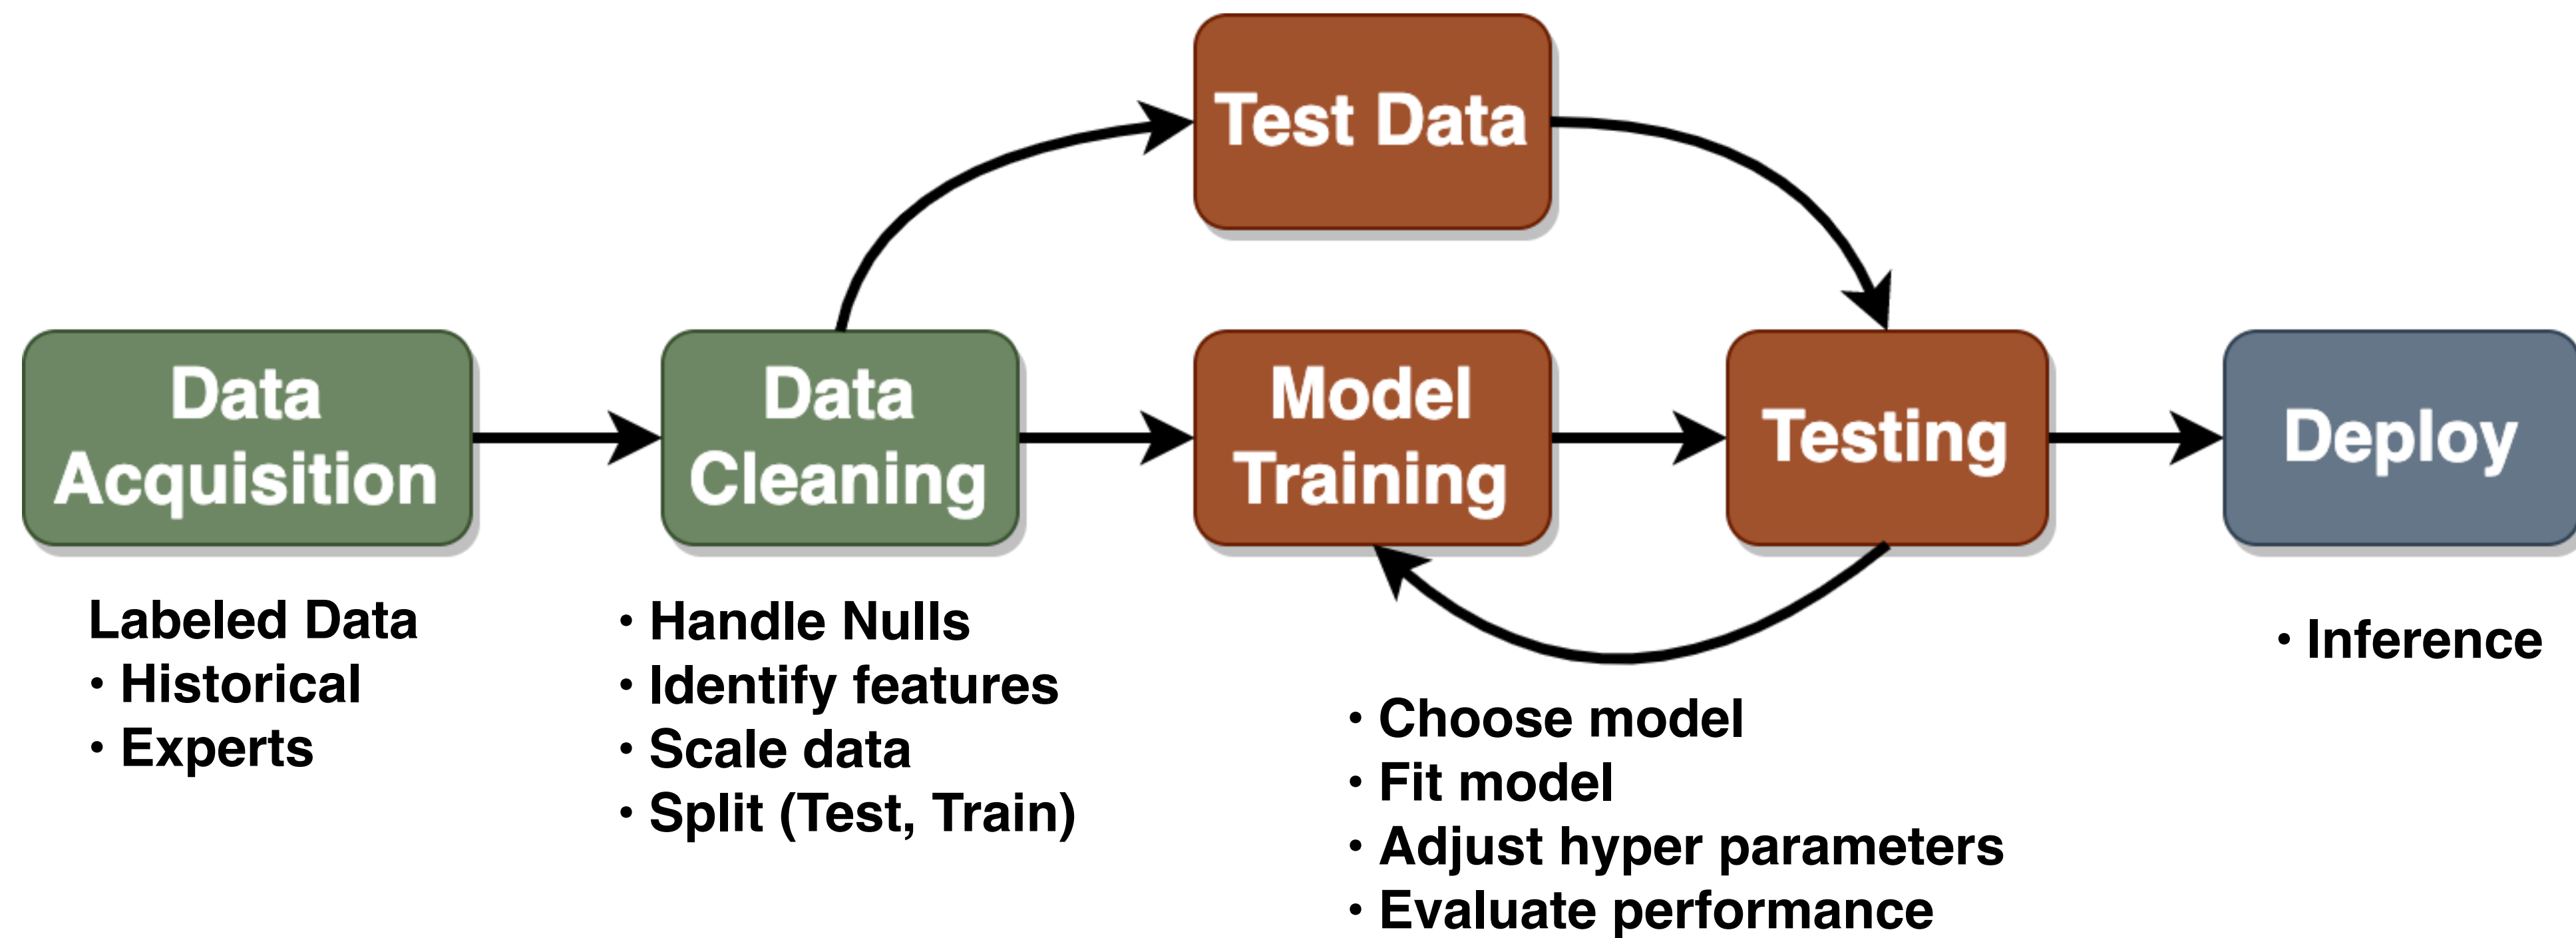 Test Data
Data
Acquisition
Data
Cleaning
Model
Training
Testing
Deploy
Labeled Data
• Historical
• Experts
• Handle Nulls
• Identify features
• Scale data
• Split (Test, Train)
• Choose model
• Fit model
• Adjust hyper parameters
• Evaluate performance
• Inference